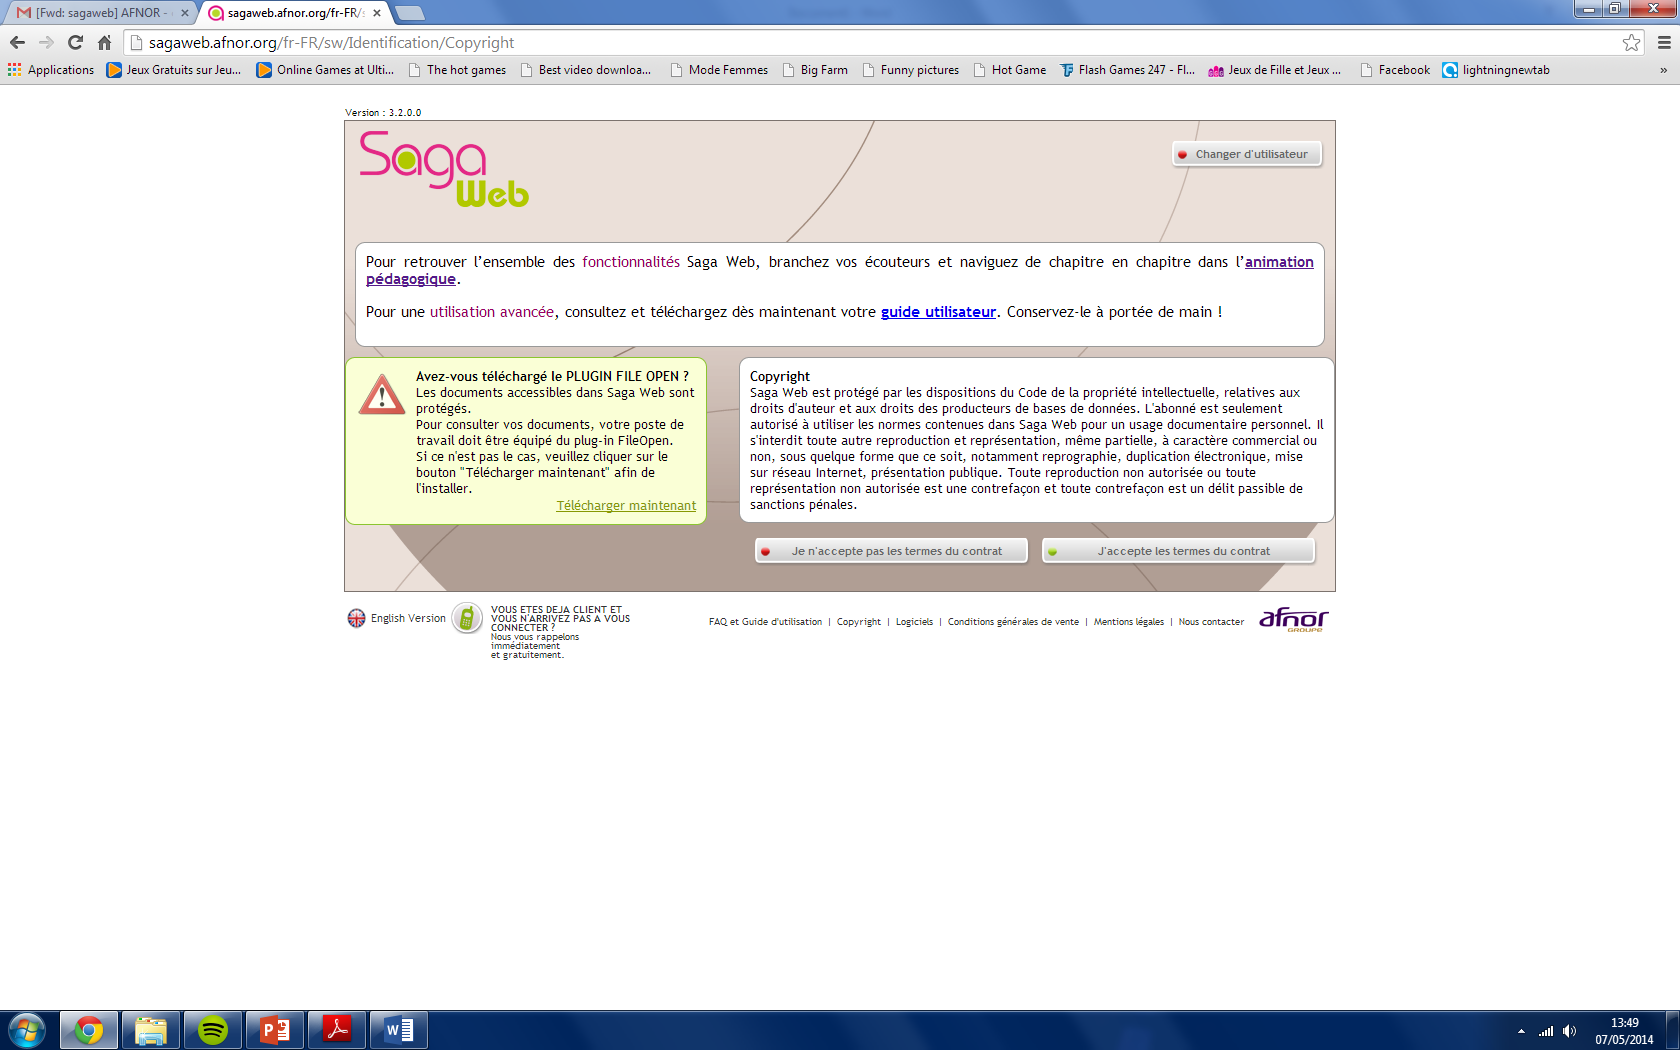 [Fwd: sagaweb] AFNOR -
sagaweb.afnor.org/fr-FR/s
sagaweb.afnor.org/fr-FR/sw/Identification/Copyright
Applications
Jeux Gratuits sur Jeu...
Online Games at Ulti...
The hot games
Best video downloa...
Mode Femmes
Big Farm
Funny pictures
Hot Game
Flash Games 247 - Fl...
Jeux de Fille et Jeux ...
Facebook
lightningnewtab
»
Version : 3.2.0.0
Saga
Web
Changer d'utilisateur
Pour retrouver l'ensemble des fonctionnalités Saga Web, branchez vos écouteurs et naviguez de chapitre en chapitre dans l'animation
pédagogique.
Pour une utilisation avancée, consultez et téléchargez dès maintenant votre guide utilisateur. Conservez-le à portée de main !
Avez-vous téléchargé le PLUGIN FILE OPEN ?
Les documents accessibles dans Saga Web sont
protégés.
Pour consulter vos documents, votre poste de
travail doit être équipé du plug-in FileOpen.
Si ce n'est pas le cas, veuillez cliquer sur le
bouton "Télécharger maintenant" afin de
l'installer.
Télécharger maintenant
Copyright
Saga Web est protégé par les dispositions du Code de la propriété intellectuelle, relatives aux
droits d'auteur et aux droits des producteurs de bases de données. L'abonné est seulement
autorisé à utiliser les normes contenues dans Saga Web pour un usage documentaire personnel. Il
s'interdit toute autre reproduction et représentation, même partielle, à caractère commercial ou
non, sous quelque forme que ce soit, notamment reprographie, duplication électronique, mise
sur réseau Internet, présentation publique. Toute reproduction non autorisée ou toute
représentation non autorisée est une contrefaçon et toute contrefaçon est un délit passible de
sanctions pénales.
Je n'accepte pas les termes du contrat
J'accepte les termes du contrat
English Version
VOUS ETES DEJA CLIENT ET
VOUS N'ARRIVEZ PAS A VOUS
CONNECTER ?
Nous vous rappelons
immédiatement
et gratuitement.
FAQ et Guide d'utilisation | Copyright | Logiciels | Conditions générales de vente | Mentions légales | Nous contacter
afnor
GROUPE
13:49
07/05/2014